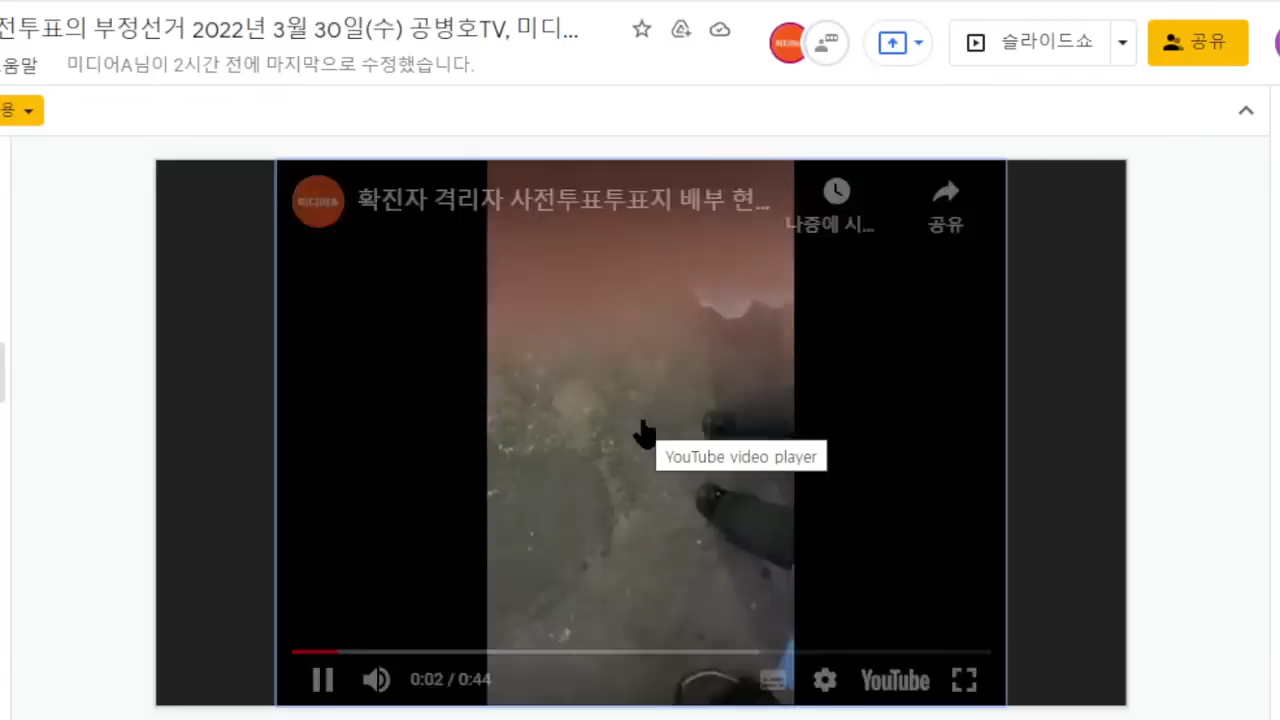 전투표의 부정선거 2022년 3월 30일(수) 공병호TV, 미디...
움말 미디어A님이 2시간 전에 마지막으로 수정했습니다.
슬라이드쇼
공유
용
확진자 격리자 사전투표투표지 배부 현...
나중에 시...
공유
YouTube video player
0:02 / 0:44
YouTube